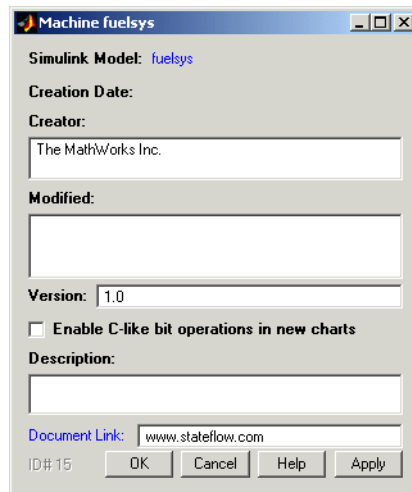 Machine fuelsys
Simulink Model: fuelsys
Creation Date:
Creator:
The MathWorks Inc.
Modified:
Version: 1.0
Enable C-like bit operations in new charts
Description:
Document Link: www.stateflow.com
ID# 15 OK Cancel Help Apply